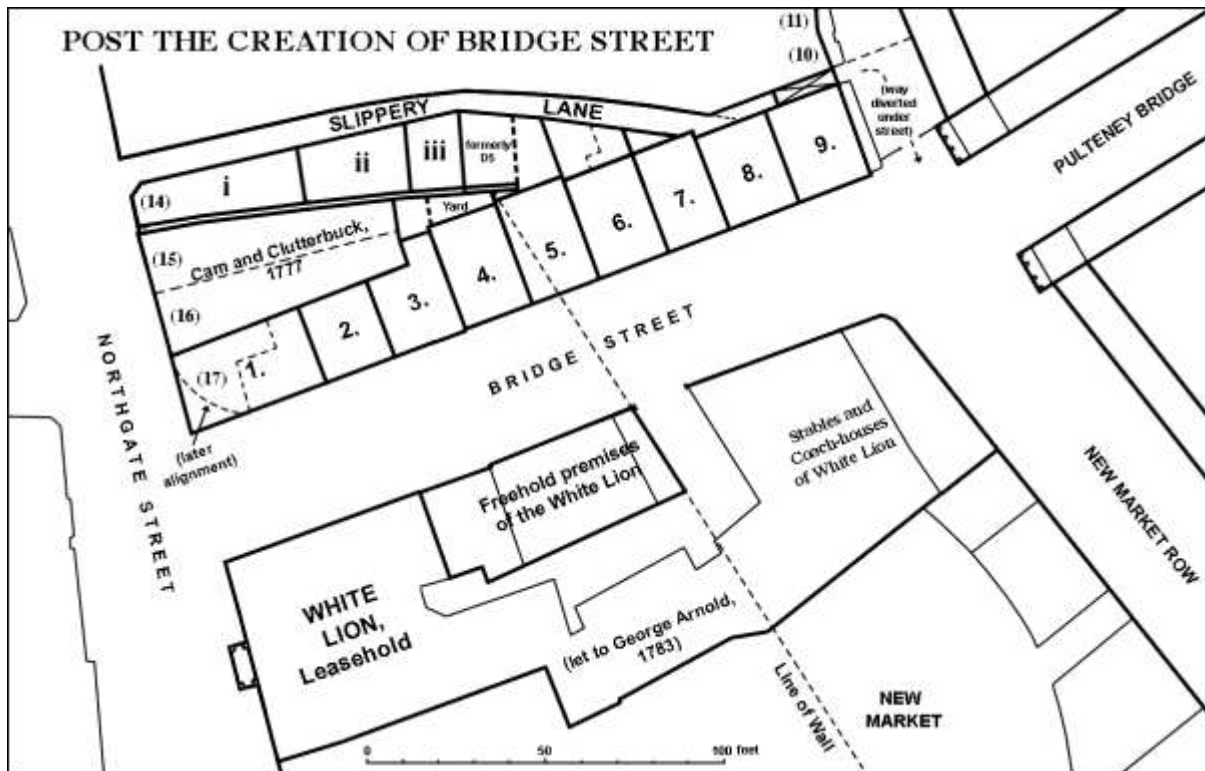 POST THE CREATION OF BRIDGE STREET
(11)
(10)
SLIPPERY LANE
(way
diverted
under
street)
PULTENEY BRIDGE
i
ii
iii
formerly
D5
(14)
Yard
(15)
Cam and Clutterbuck,
1777
(16)
(17)
1.
2.
3.
4.
5.
6.
7.
8.
9.
(later
alignment)
NORTHGATE STREET
BRIDGE STREET
Freehold premises
of the White Lion
Stables and
Coach-houses
of White Lion
NEW MARKET ROW
WHITE
LION,
Leasehold
(let to George Arnold,
1783)
Line of Wall
NEW
MARKET
0 50 100 feet